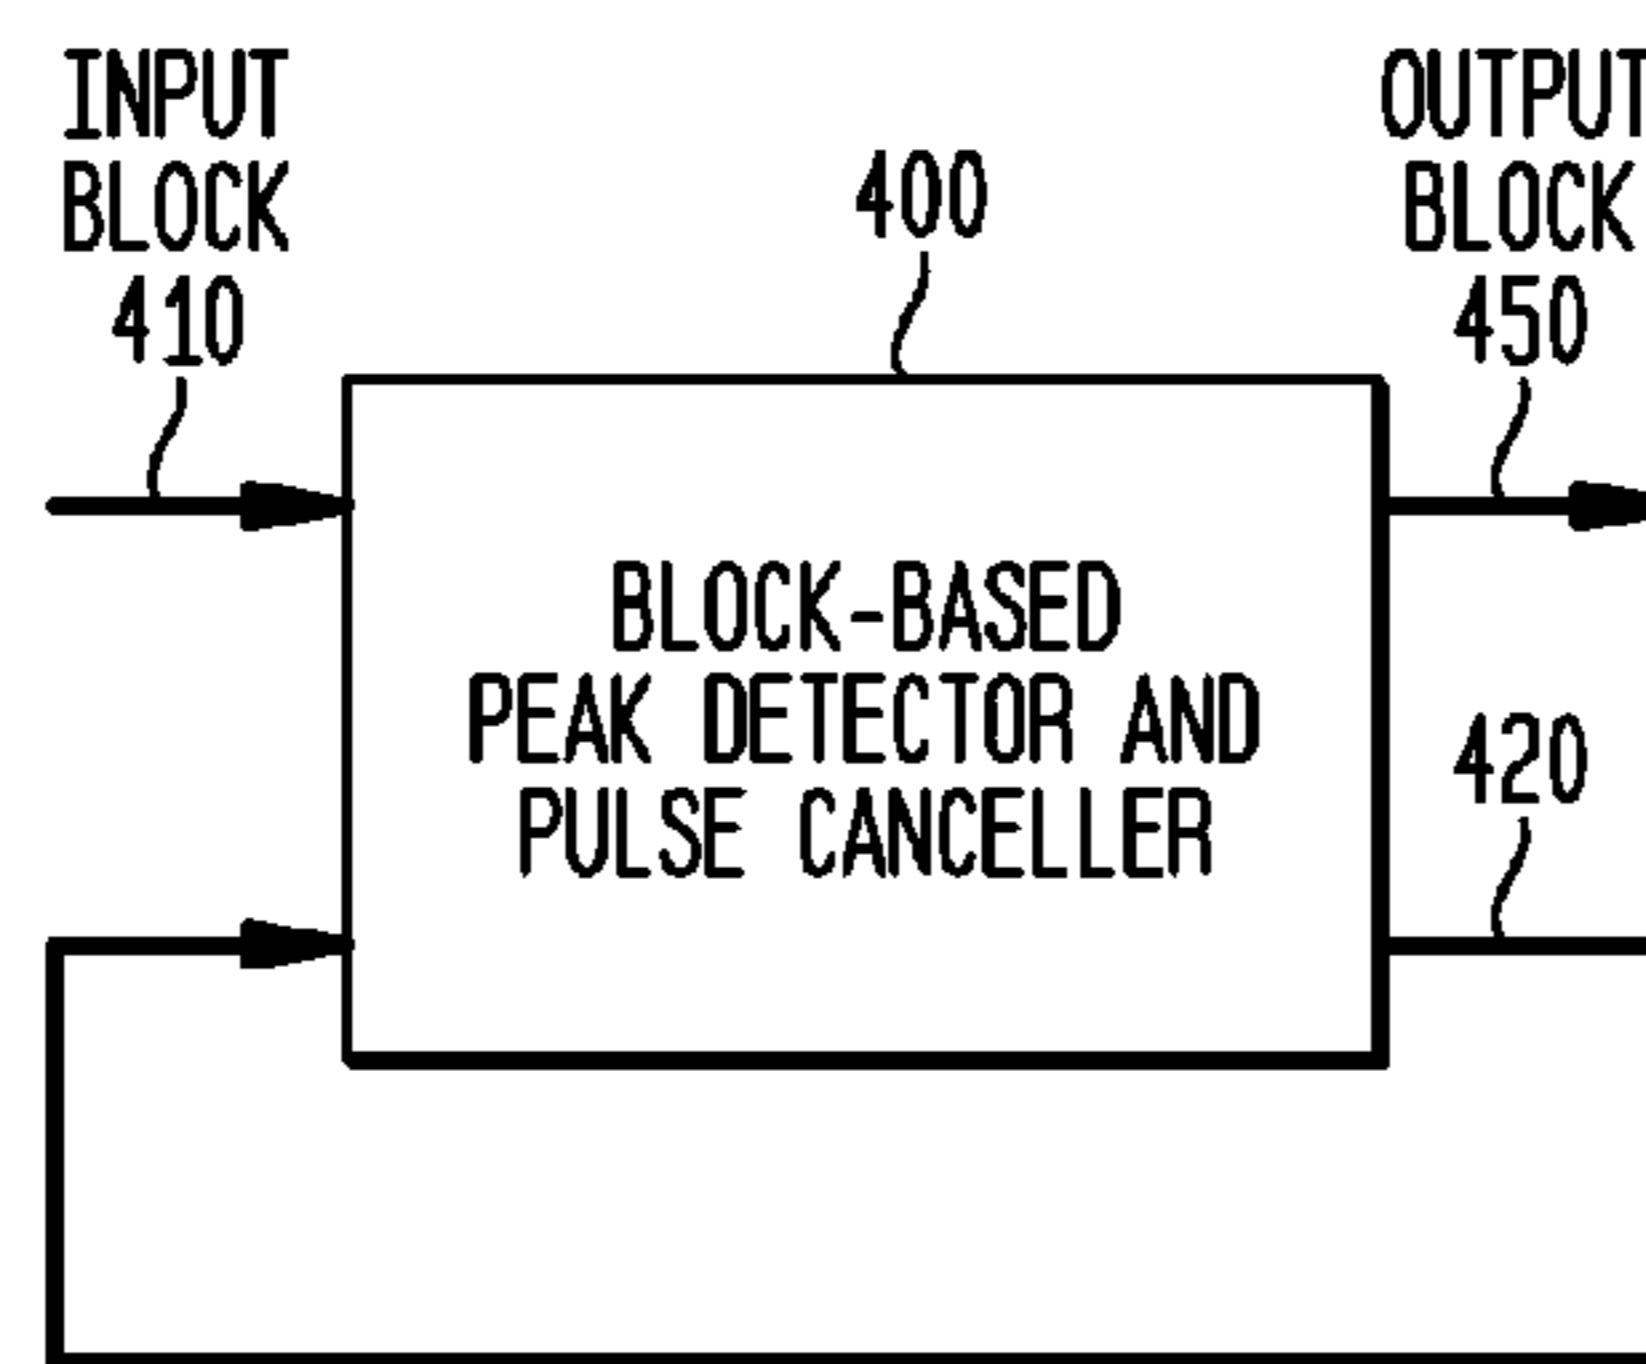 INPUT
BLOCK
410
400
OUTPUT
BLOCK
450
BLOCK-BASED
PEAK DETECTOR AND
PULSE CANCELLER
420